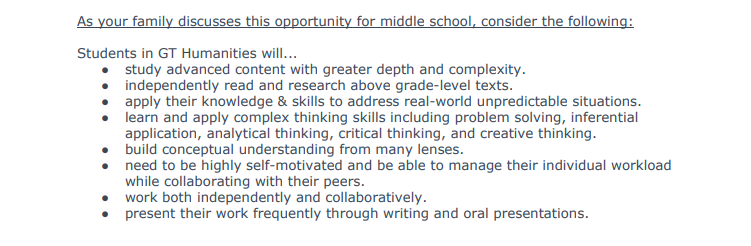 As your family discusses this opportunity for middle school, consider the following:
Students in GT Humanities will...
• study advanced content with greater depth and complexity.
• independently read and research above grade-level texts.
• apply their knowledge & skills to address real-world unpredictable situations.
• learn and apply complex thinking skills including problem solving, inferential
application, analytical thinking, critical thinking, and creative thinking.
• build conceptual understanding from many lenses.
• need to be highly self-motivated and be able to manage their individual workload
while collaborating with their peers.
• work both independently and collaboratively.
• present their work frequently through writing and oral presentations.